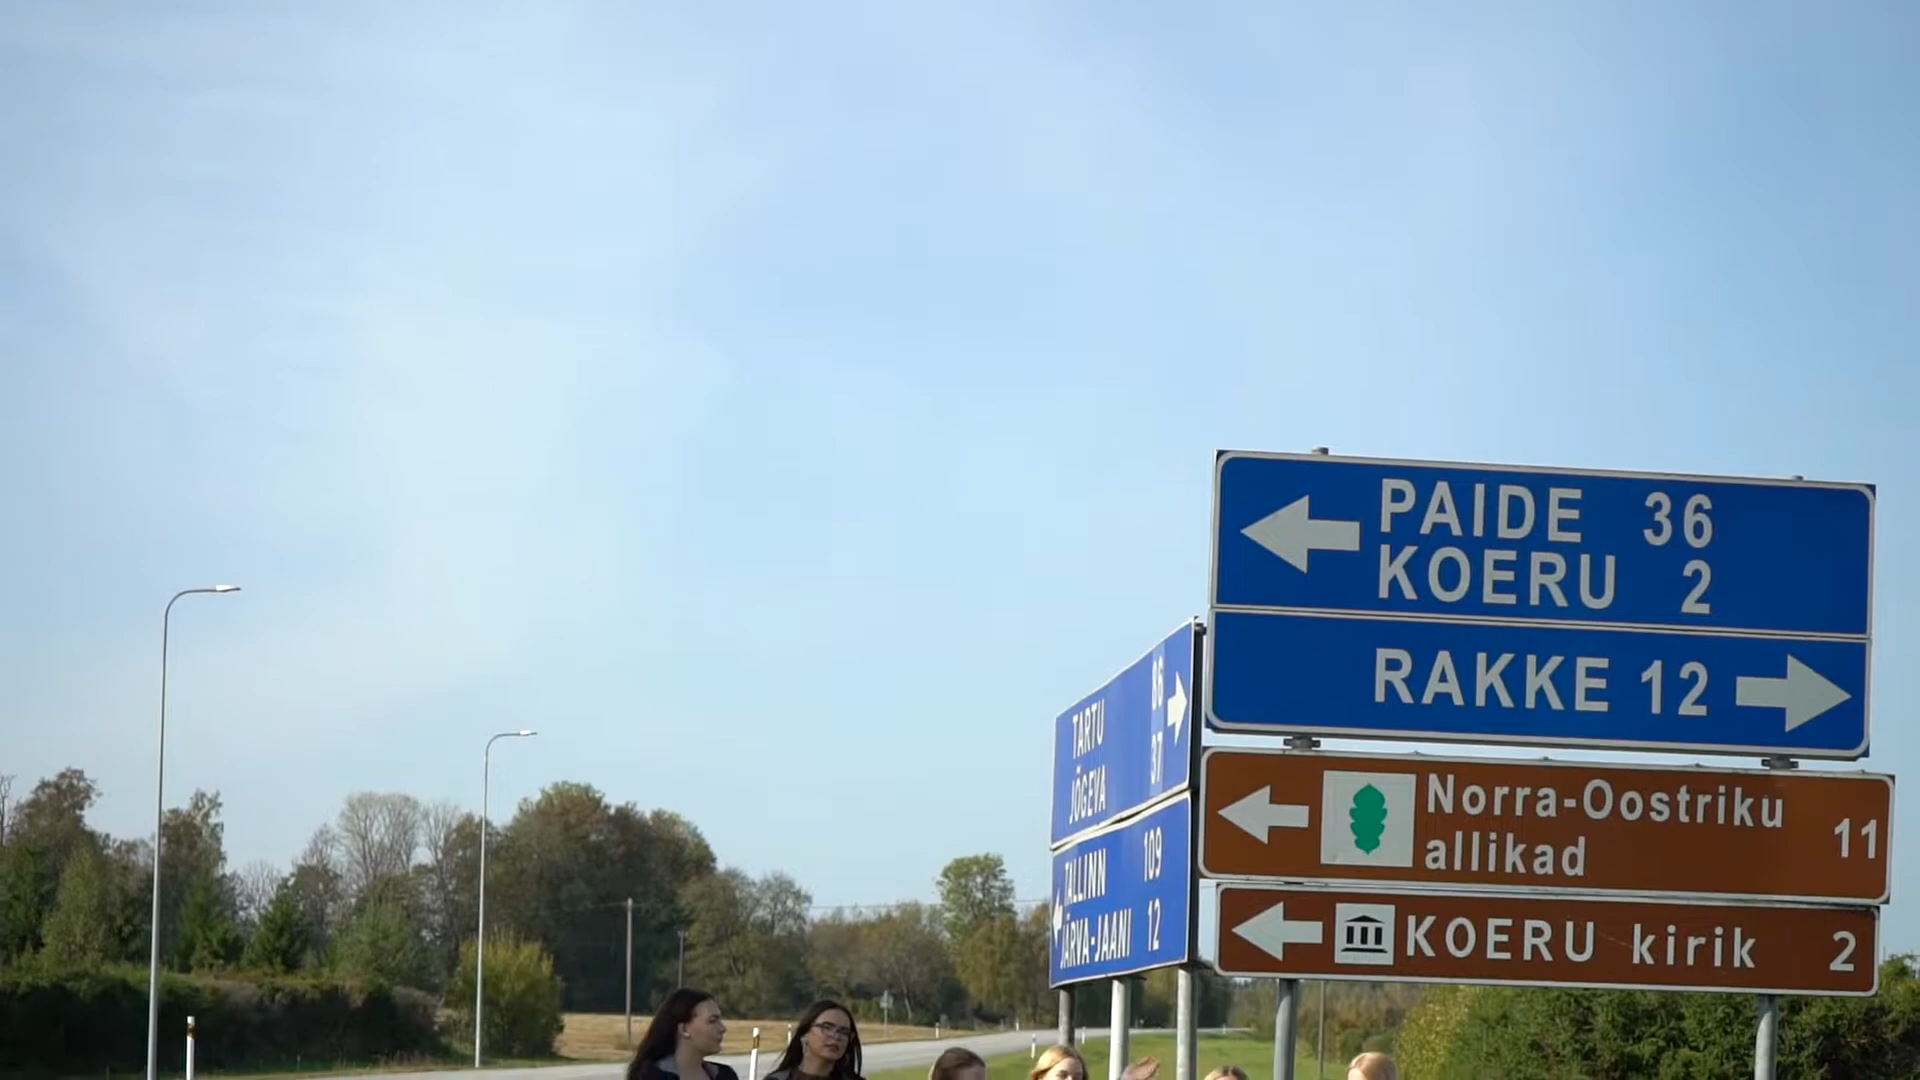 PAIDE 36
KOERU 2
RAKKE 12
Norra-Oostriku
allikad 11
KOERU kirik 2
TARTU 86
JÕGEVA 37
TALLINN 109
JÄRVA-JAANI 12